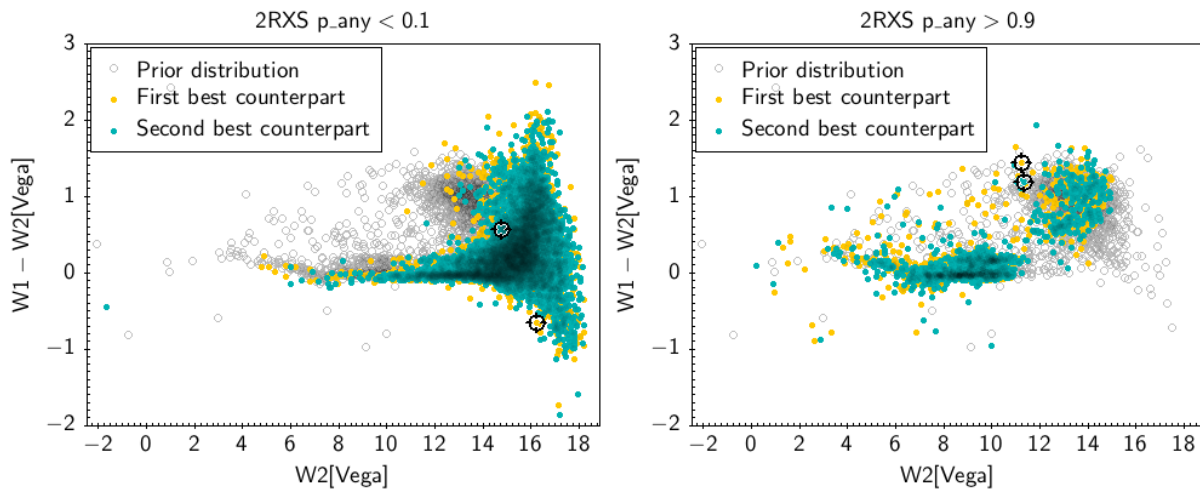 2RXS p_any < 0.1
3
2
1
0
−1
−2
W1 − W2[Vega]
Prior distribution
First best counterpart
Second best counterpart
−2 0 2 4 6 8 10 12 14 16 18
W2[Vega]
2RXS p_any > 0.9
3
2
1
0
−1
−2
W1 − W2[Vega]
Prior distribution
First best counterpart
Second best counterpart
−2 0 2 4 6 8 10 12 14 16 18
W2[Vega]